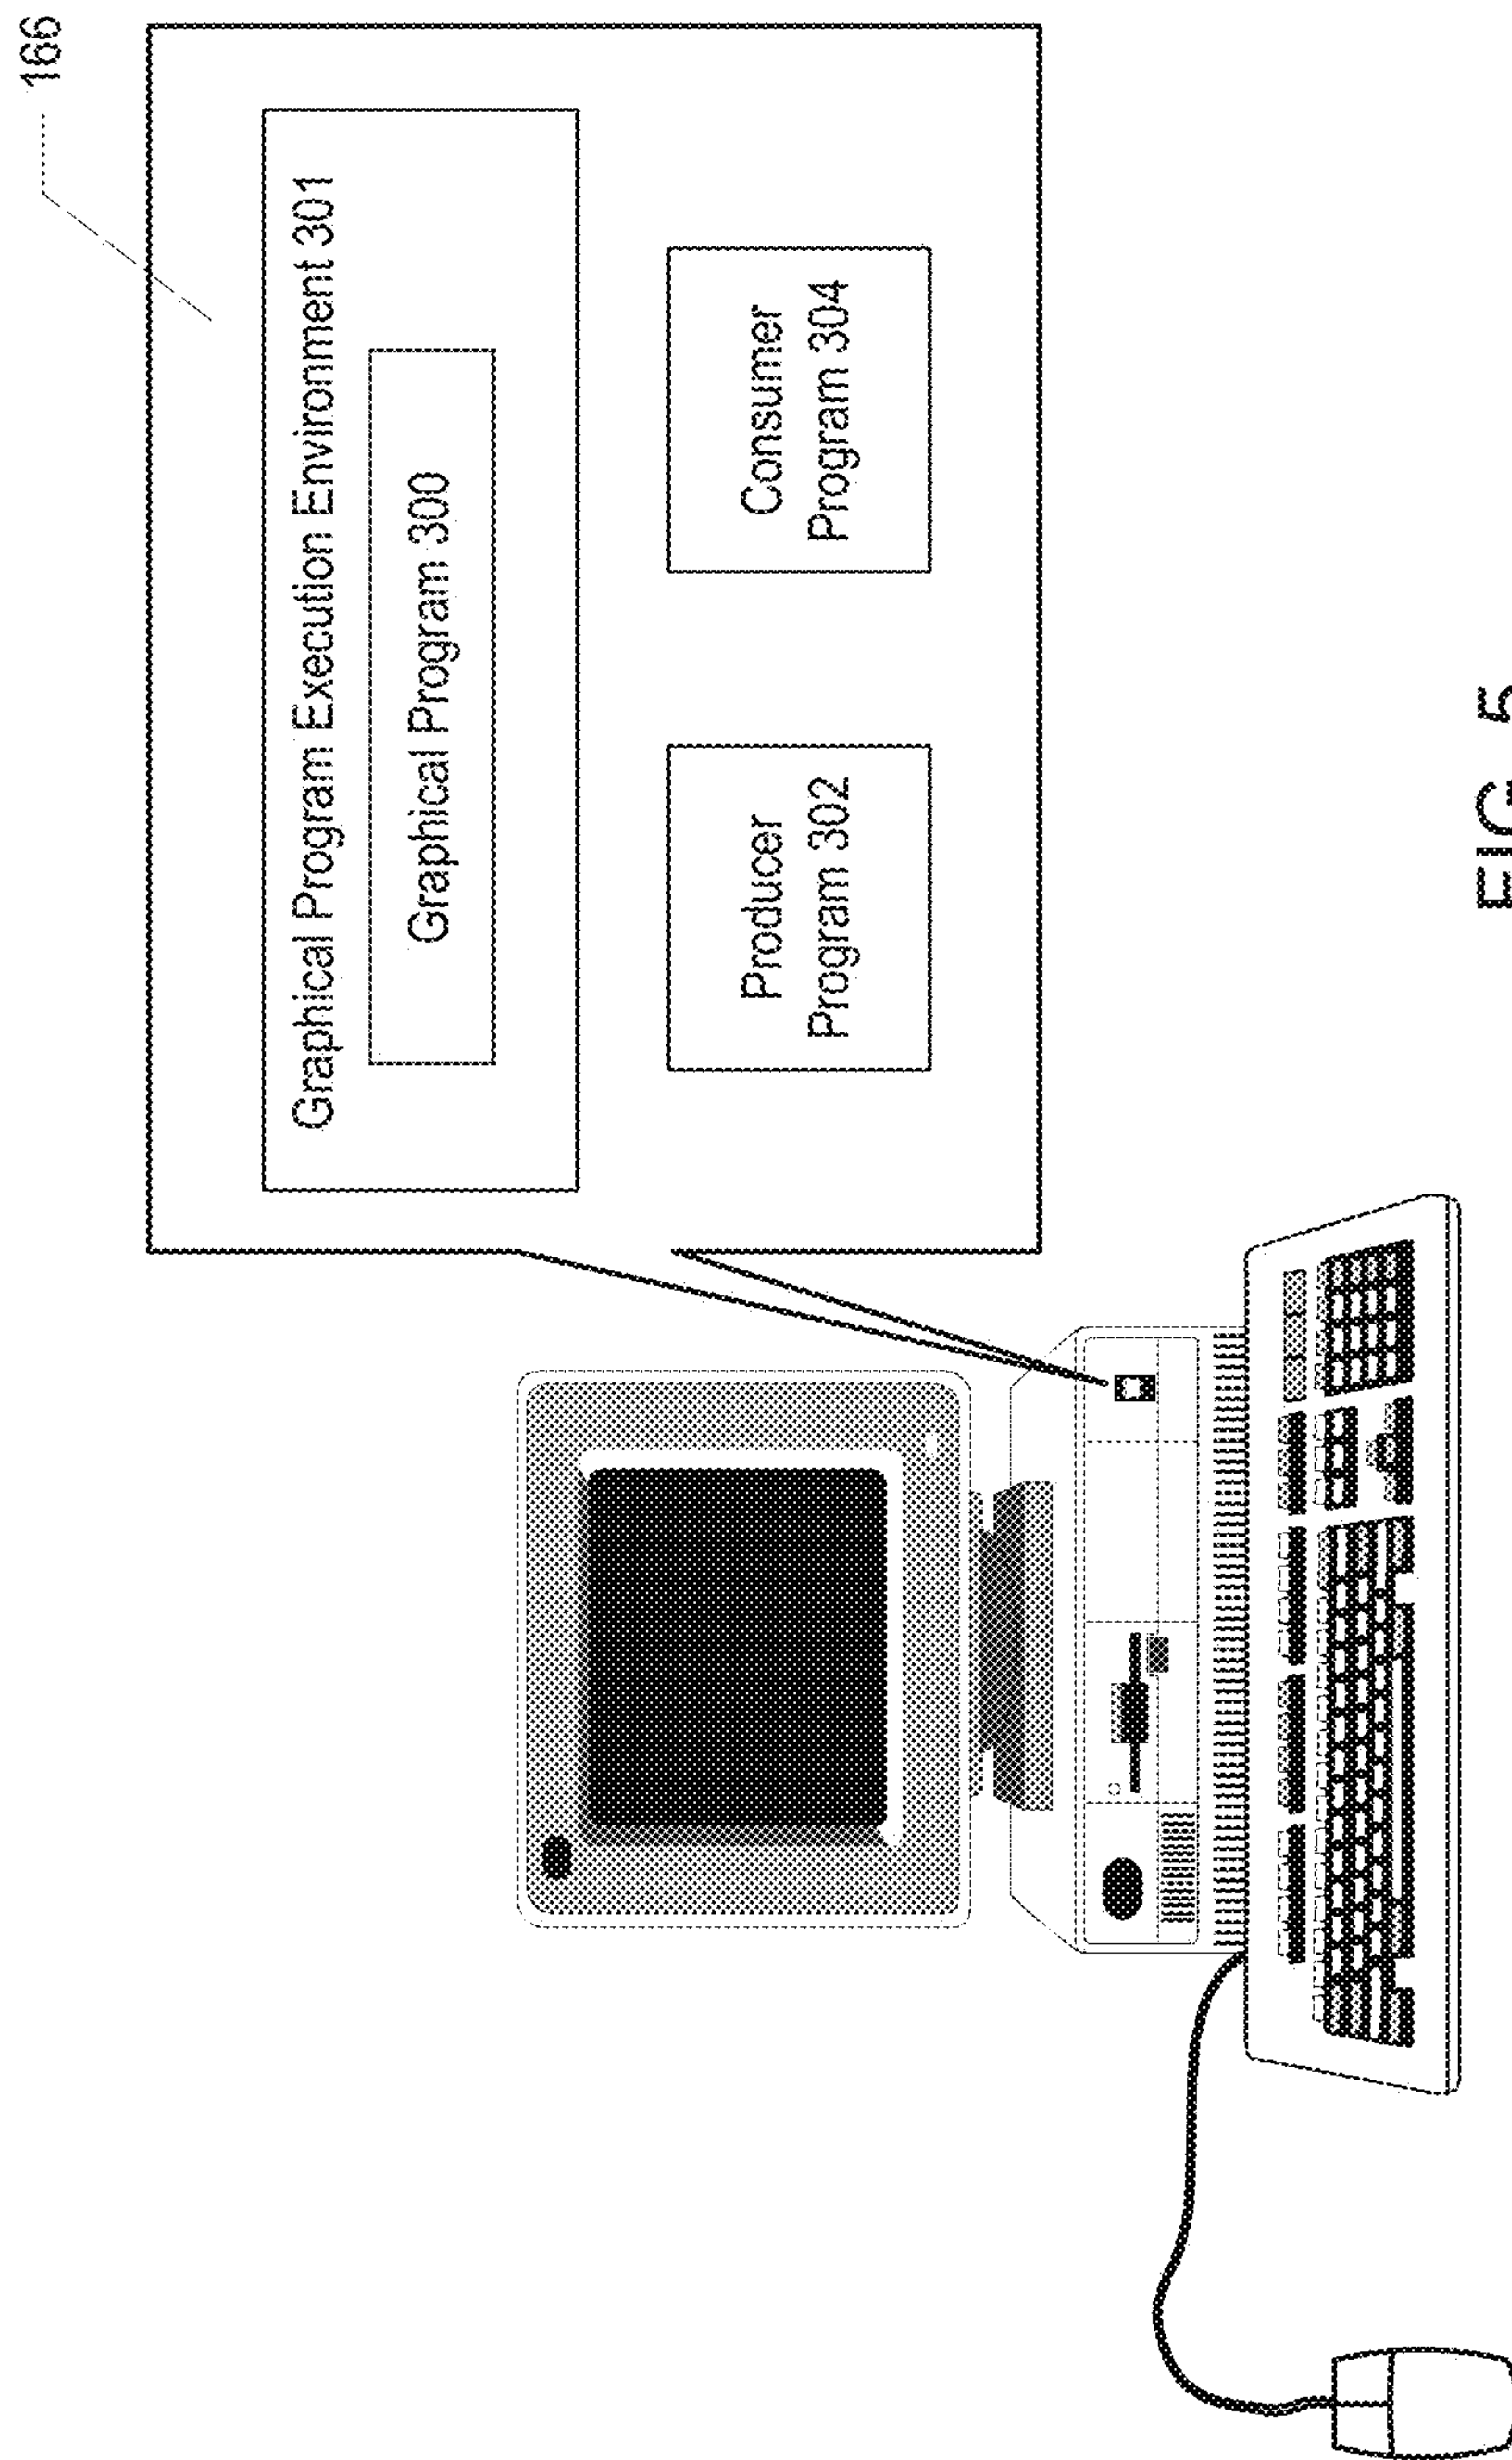 166
Graphical Program Execution Environment 301
Graphical Program 300
Producer
Program 302
Consumer
Program 304
FIG. 5